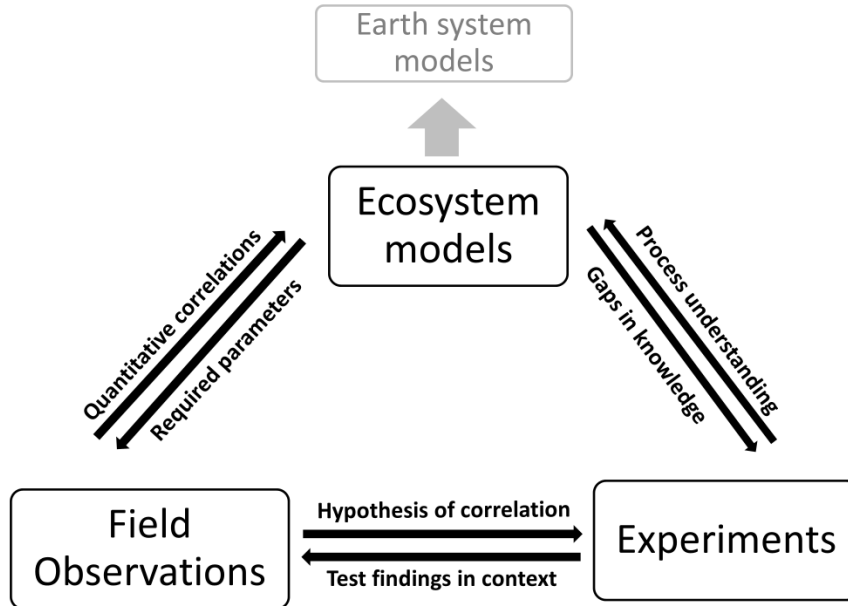 Earth system
models
Ecosystem
models
Quantitative correlations
Required parameters
Process understanding
Gaps in knowledge
Field
Observations
Hypothesis of correlation
Test findings in context
Experiments